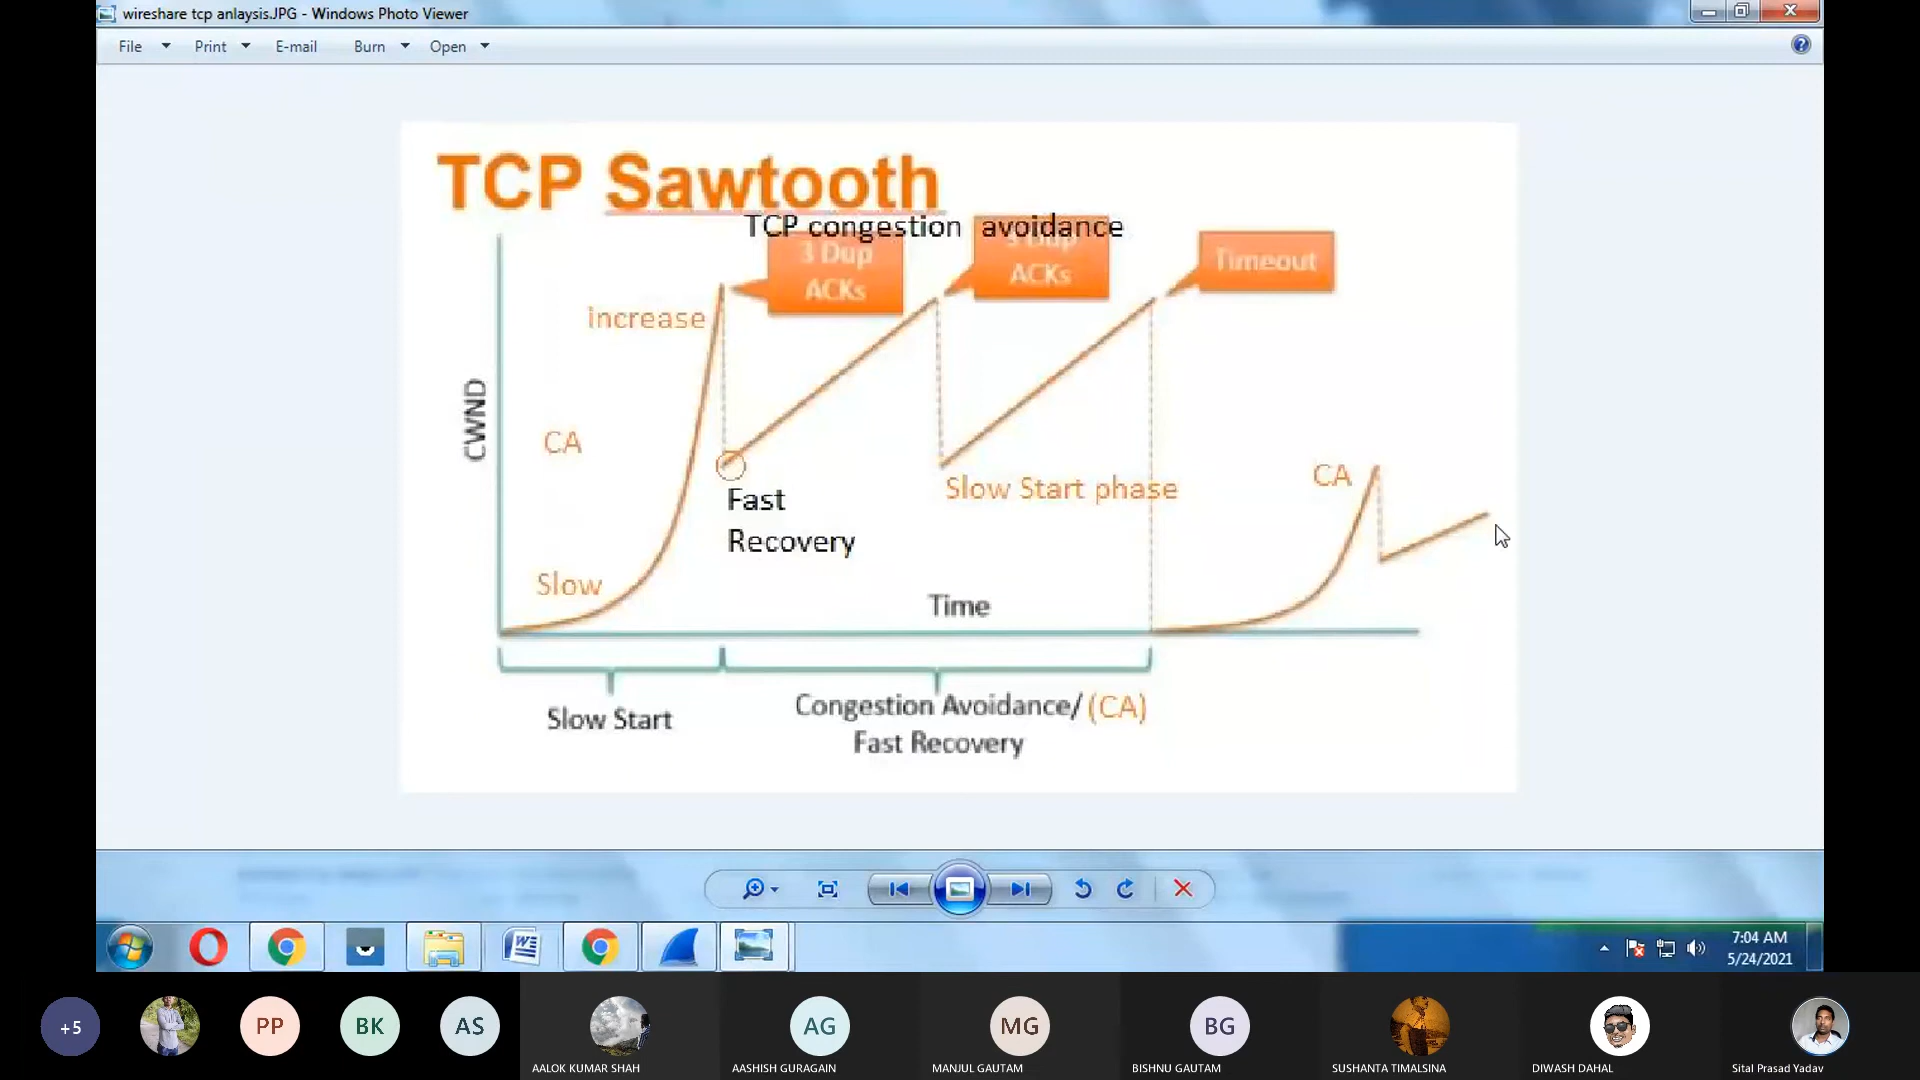 wireshare tcp anlaysis.JPG - Windows Photo Viewer
File Print E-mail Burn Open
TCP Sawtooth
TCP congestion avoidance
3 Dup
ACKs
3 Dup
ACKs
Timeout
increase
CWND
CA
Slow
Fast
Recovery
Slow Start phase
CA
Time
Slow Start
Congestion Avoidance/ (CA)
Fast Recovery
7:04 AM
5/24/2021
+5
PP
BK
AS
AG
MG
BG
AALOK KUMAR SHAH
AASHISH GURAGAIN
MANJUL GAUTAM
BISHNU GAUTAM
SUSHANTA TIMALSINA
DIWASH DAHAL
Sital Prasad Yadav